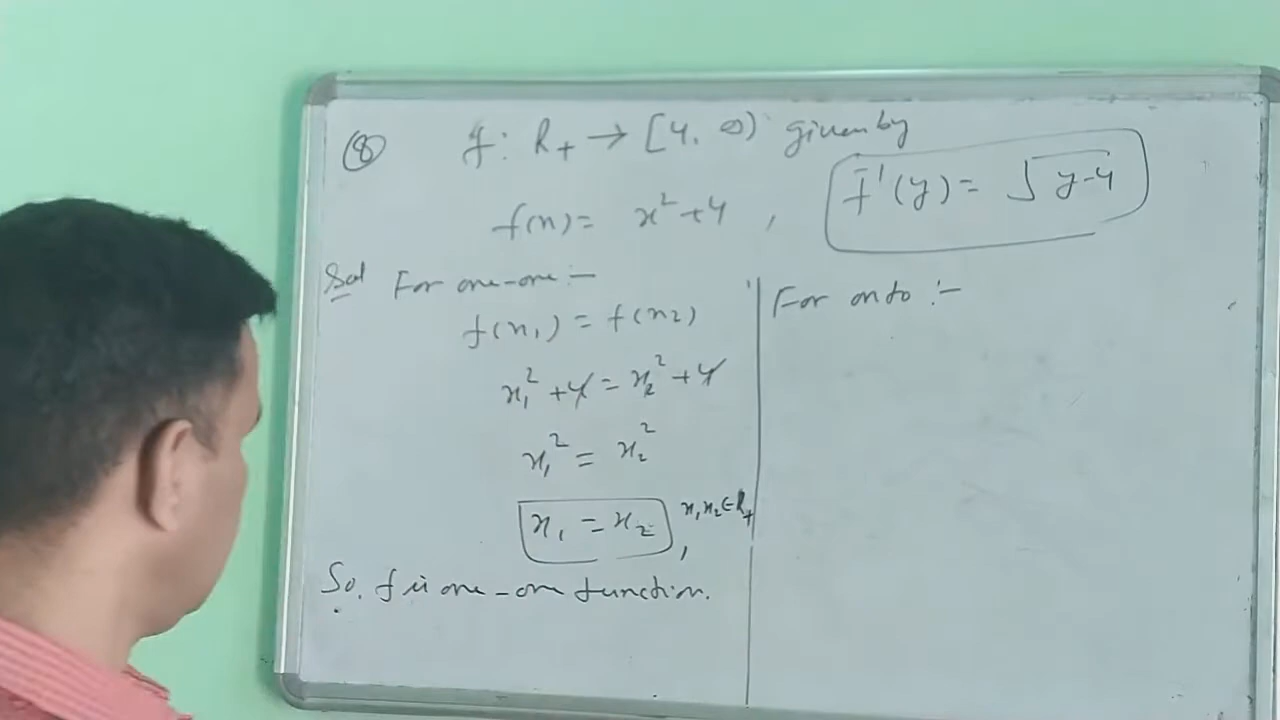 ⑧ f: R₊ → [4, ∞) given by
f(x) = x² + 4 , f⁻¹(y) = √y-4
Sol For one-one :-
f(x₁) = f(x₂)
x₁² + 4 = x₂² + 4
x₁² = x₂²
x₁ = x₂ , x₁, x₂ ∈ R₊
So, f is one-one function.
For onto :-